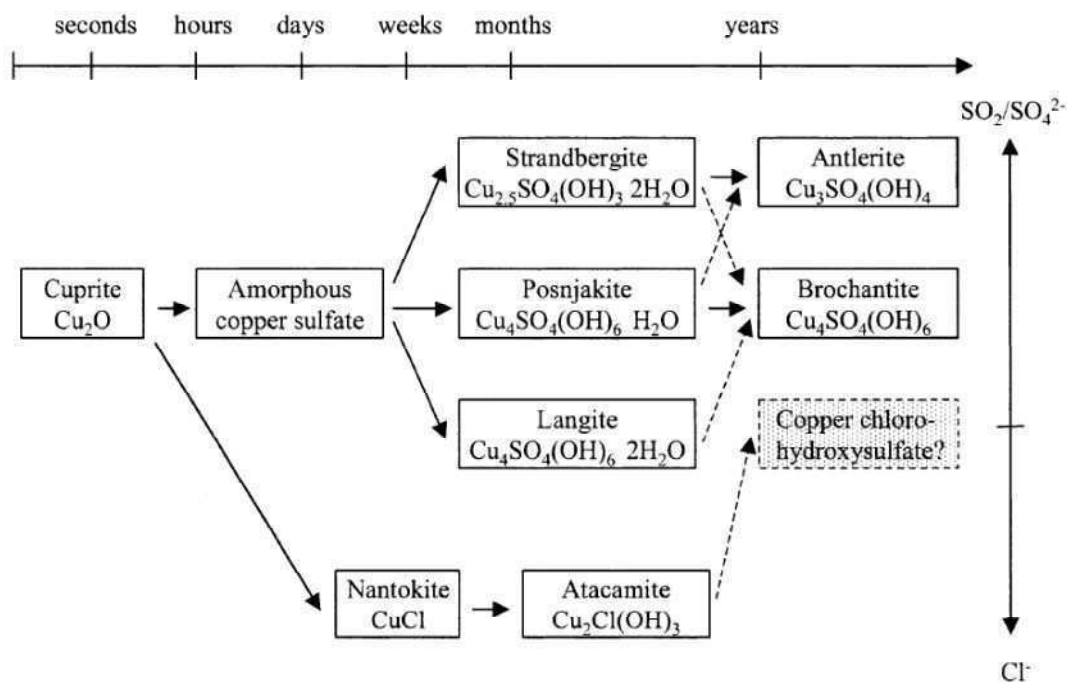 seconds hours days weeks months years
SO₂/SO₄²⁻
Strandbergite
Cu₂.₅SO₄(OH)₃ 2H₂O
Antlerite
Cu₃SO₄(OH)₄
Cuprite
Cu₂O
Amorphous
copper sulfate
Posnjakite
Cu₄SO₄(OH)₆ H₂O
Brochantite
Cu₄SO₄(OH)₆
Langite
Cu₄SO₄(OH)₆ 2H₂O
Copper chloro-
hydroxysulfate?
Nantokite
CuCl
Atacamite
Cu₂Cl(OH)₃
Cl⁻